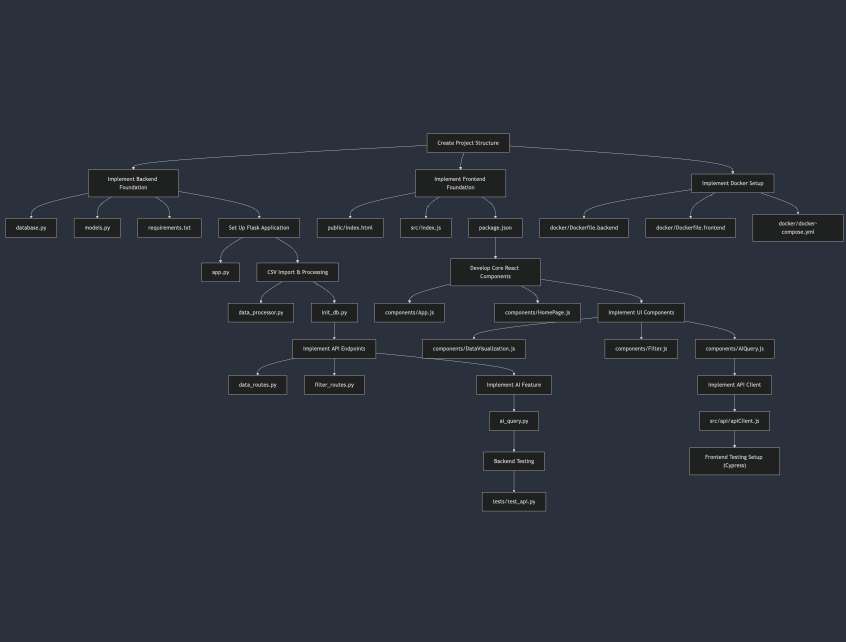 Create Project Structure
Implement Backend
Foundation
Implement Frontend
Foundation
Implement Docker Setup
database.py
models.py
requirements.txt
Set Up Flask Application
public/index.html
src/index.js
package.json
docker/Dockerfile.backend
docker/Dockerfile.frontend
docker/docker-
compose.yml
app.py
CSV Import & Processing
Develop Core React
Components
data_processor.py
init_db.py
components/App.js
components/HomePage.js
Implement UI Components
Implement API Endpoints
components/DataVisualization.js
components/Filter.js
components/AIQuery.js
data_routes.py
filter_routes.py
Implement AI Feature
Implement API Client
ai_query.py
src/api/apiClient.js
Backend Testing
Frontend Testing Setup
(Cypress)
tests/test_api.py